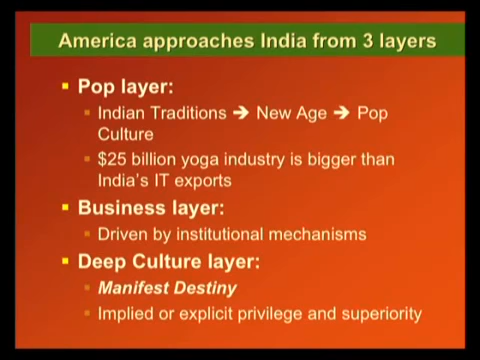 America approaches India from 3 layers
Pop layer:
Indian Traditions ➔ New Age ➔ Pop
Culture
$25 billion yoga industry is bigger than
India's IT exports
Business layer:
Driven by institutional mechanisms
Deep Culture layer:
Manifest Destiny
Implied or explicit privilege and superiority